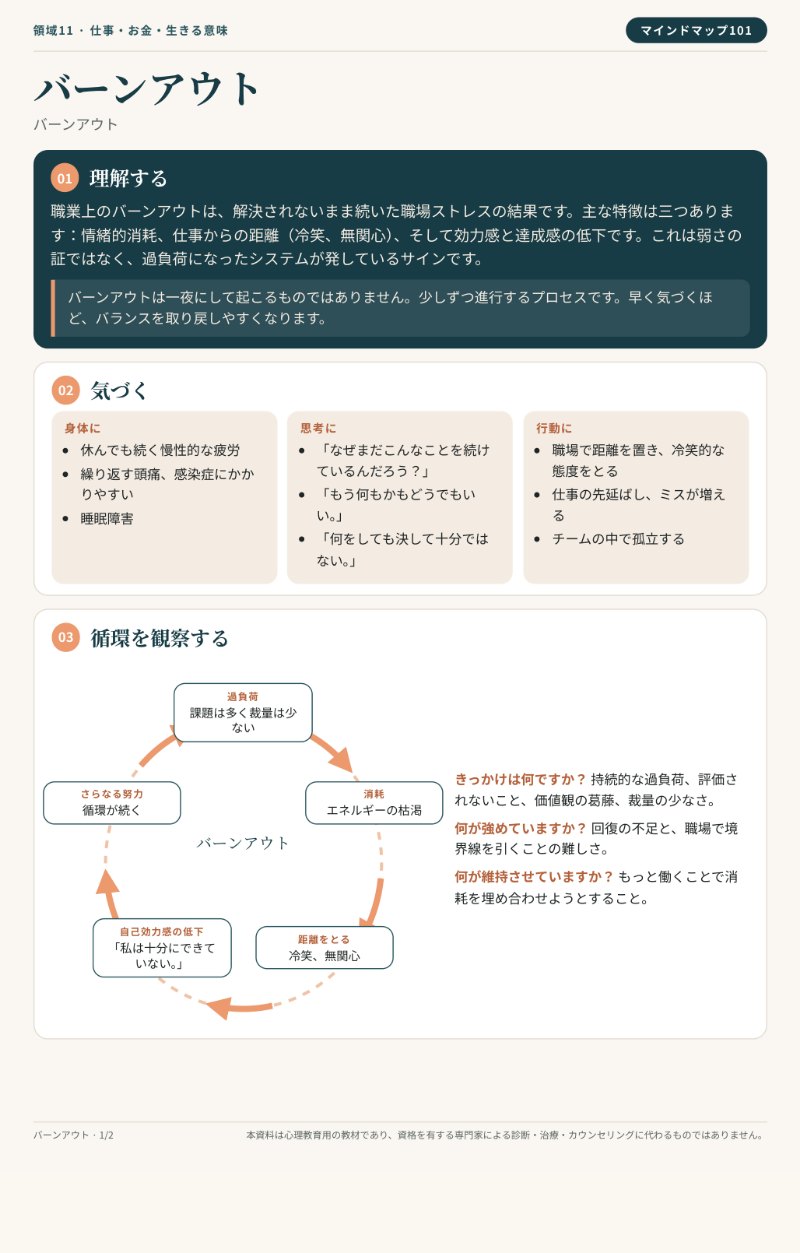 領域11 · 仕事・お金・生きる意味
マインドマップ101
バーンアウト
バーンアウト
01 理解する
職業上のバーンアウトは、解決されないまま続いた職場ストレスの結果です。主な特徴は三つありま
す：情緒的消耗、仕事からの距離（冷笑、無関心）、そして効力感と達成感の低下です。これは弱さの
証ではなく、過負荷になったシステムが発しているサインです。
バーンアウトは一夜にして起こるものではありません。少しずつ進行するプロセスです。早く気づくほ
ど、バランスを取り戻しやすくなります。
02 気づく
身体に
• 休んでも続く慢性的な疲労
• 繰り返す頭痛、感染症にかか
りやすい
• 睡眠障害
思考に
• 「なぜまだこんなことを続け
ているんだろう？」
• 「もう何もかもどうでもい
い。」
• 「何をしても決して十分では
ない。」
行動に
• 職場で距離を置き、冷笑的な
態度をとる
• 仕事の先延ばし、ミスが増え
る
• チームの中で孤立する
03 循環を観察する
過負荷
課題は多く裁量は少
ない
消耗
エネルギーの枯渇
距離をとる
冷笑、無関心
自己効力感の低下
「私は十分にできて
いない。」
さらなる努力
循環が続く
バーンアウト
きっかけは何ですか？ 持続的な過負荷、評価さ
れないこと、価値観の葛藤、裁量の少なさ。
何が強めていますか？ 回復の不足と、職場で境
界線を引くことの難しさ。
何が維持させていますか？ もっと働くことで消
耗を埋め合わせようとすること。
バーンアウト · 1/2
本資料は心理教育用の教材であり、資格を有する専門家による診断・治療・カウンセリングに代わるものではありません。